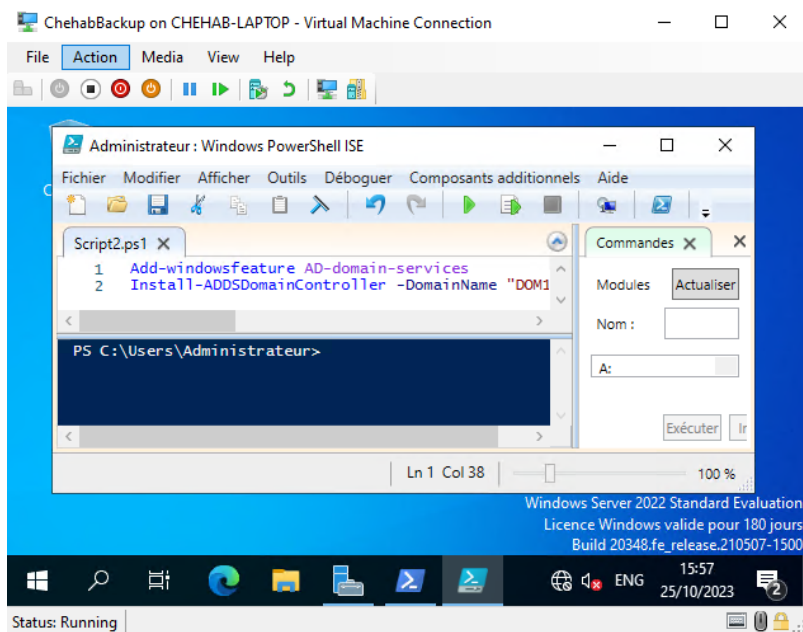 ChehabBackup on CHEHAB-LAPTOP - Virtual Machine Connection
File Action Media View Help
Administrateur : Windows PowerShell ISE
Fichier Modifier Afficher Outils Déboguer Composants additionnels Aide
Script2.ps1
Commandes
1 Add-windowsfeature AD-domain-services
2 Install-ADDSDomainController -DomainName "DOM1
Modules Actualiser
Nom :
PS C:\Users\Administrateur>
A:
Exécuter Ir
Ln 1 Col 38 100 %
Windows Server 2022 Standard Evaluation
Licence Windows valide pour 180 jours
Build 20348.fe_release.210507-1500
ENG 15:57
25/10/2023
2
Status: Running